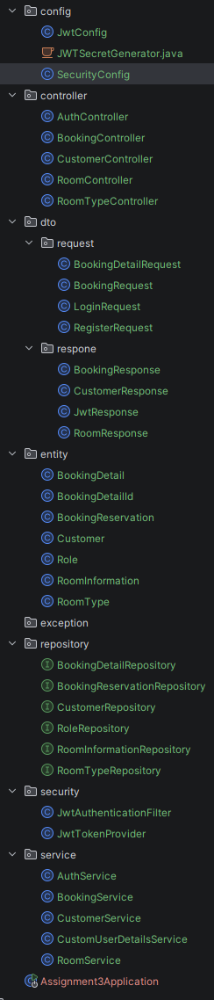 config
JwtConfig
JWTSecretGenerator.java
SecurityConfig
controller
AuthController
BookingController
CustomerController
RoomController
RoomTypeController
dto
request
BookingDetailRequest
BookingRequest
LoginRequest
RegisterRequest
respone
BookingResponse
CustomerResponse
JwtResponse
RoomResponse
entity
BookingDetail
BookingDetailId
BookingReservation
Customer
Role
RoomInformation
RoomType
exception
repository
BookingDetailRepository
BookingReservationRepository
CustomerRepository
RoleRepository
RoomInformationRepository
RoomTypeRepository
security
JwtAuthenticationFilter
JwtTokenProvider
service
AuthService
BookingService
CustomerService
CustomUserDetailsService
RoomService
Assignment3Application